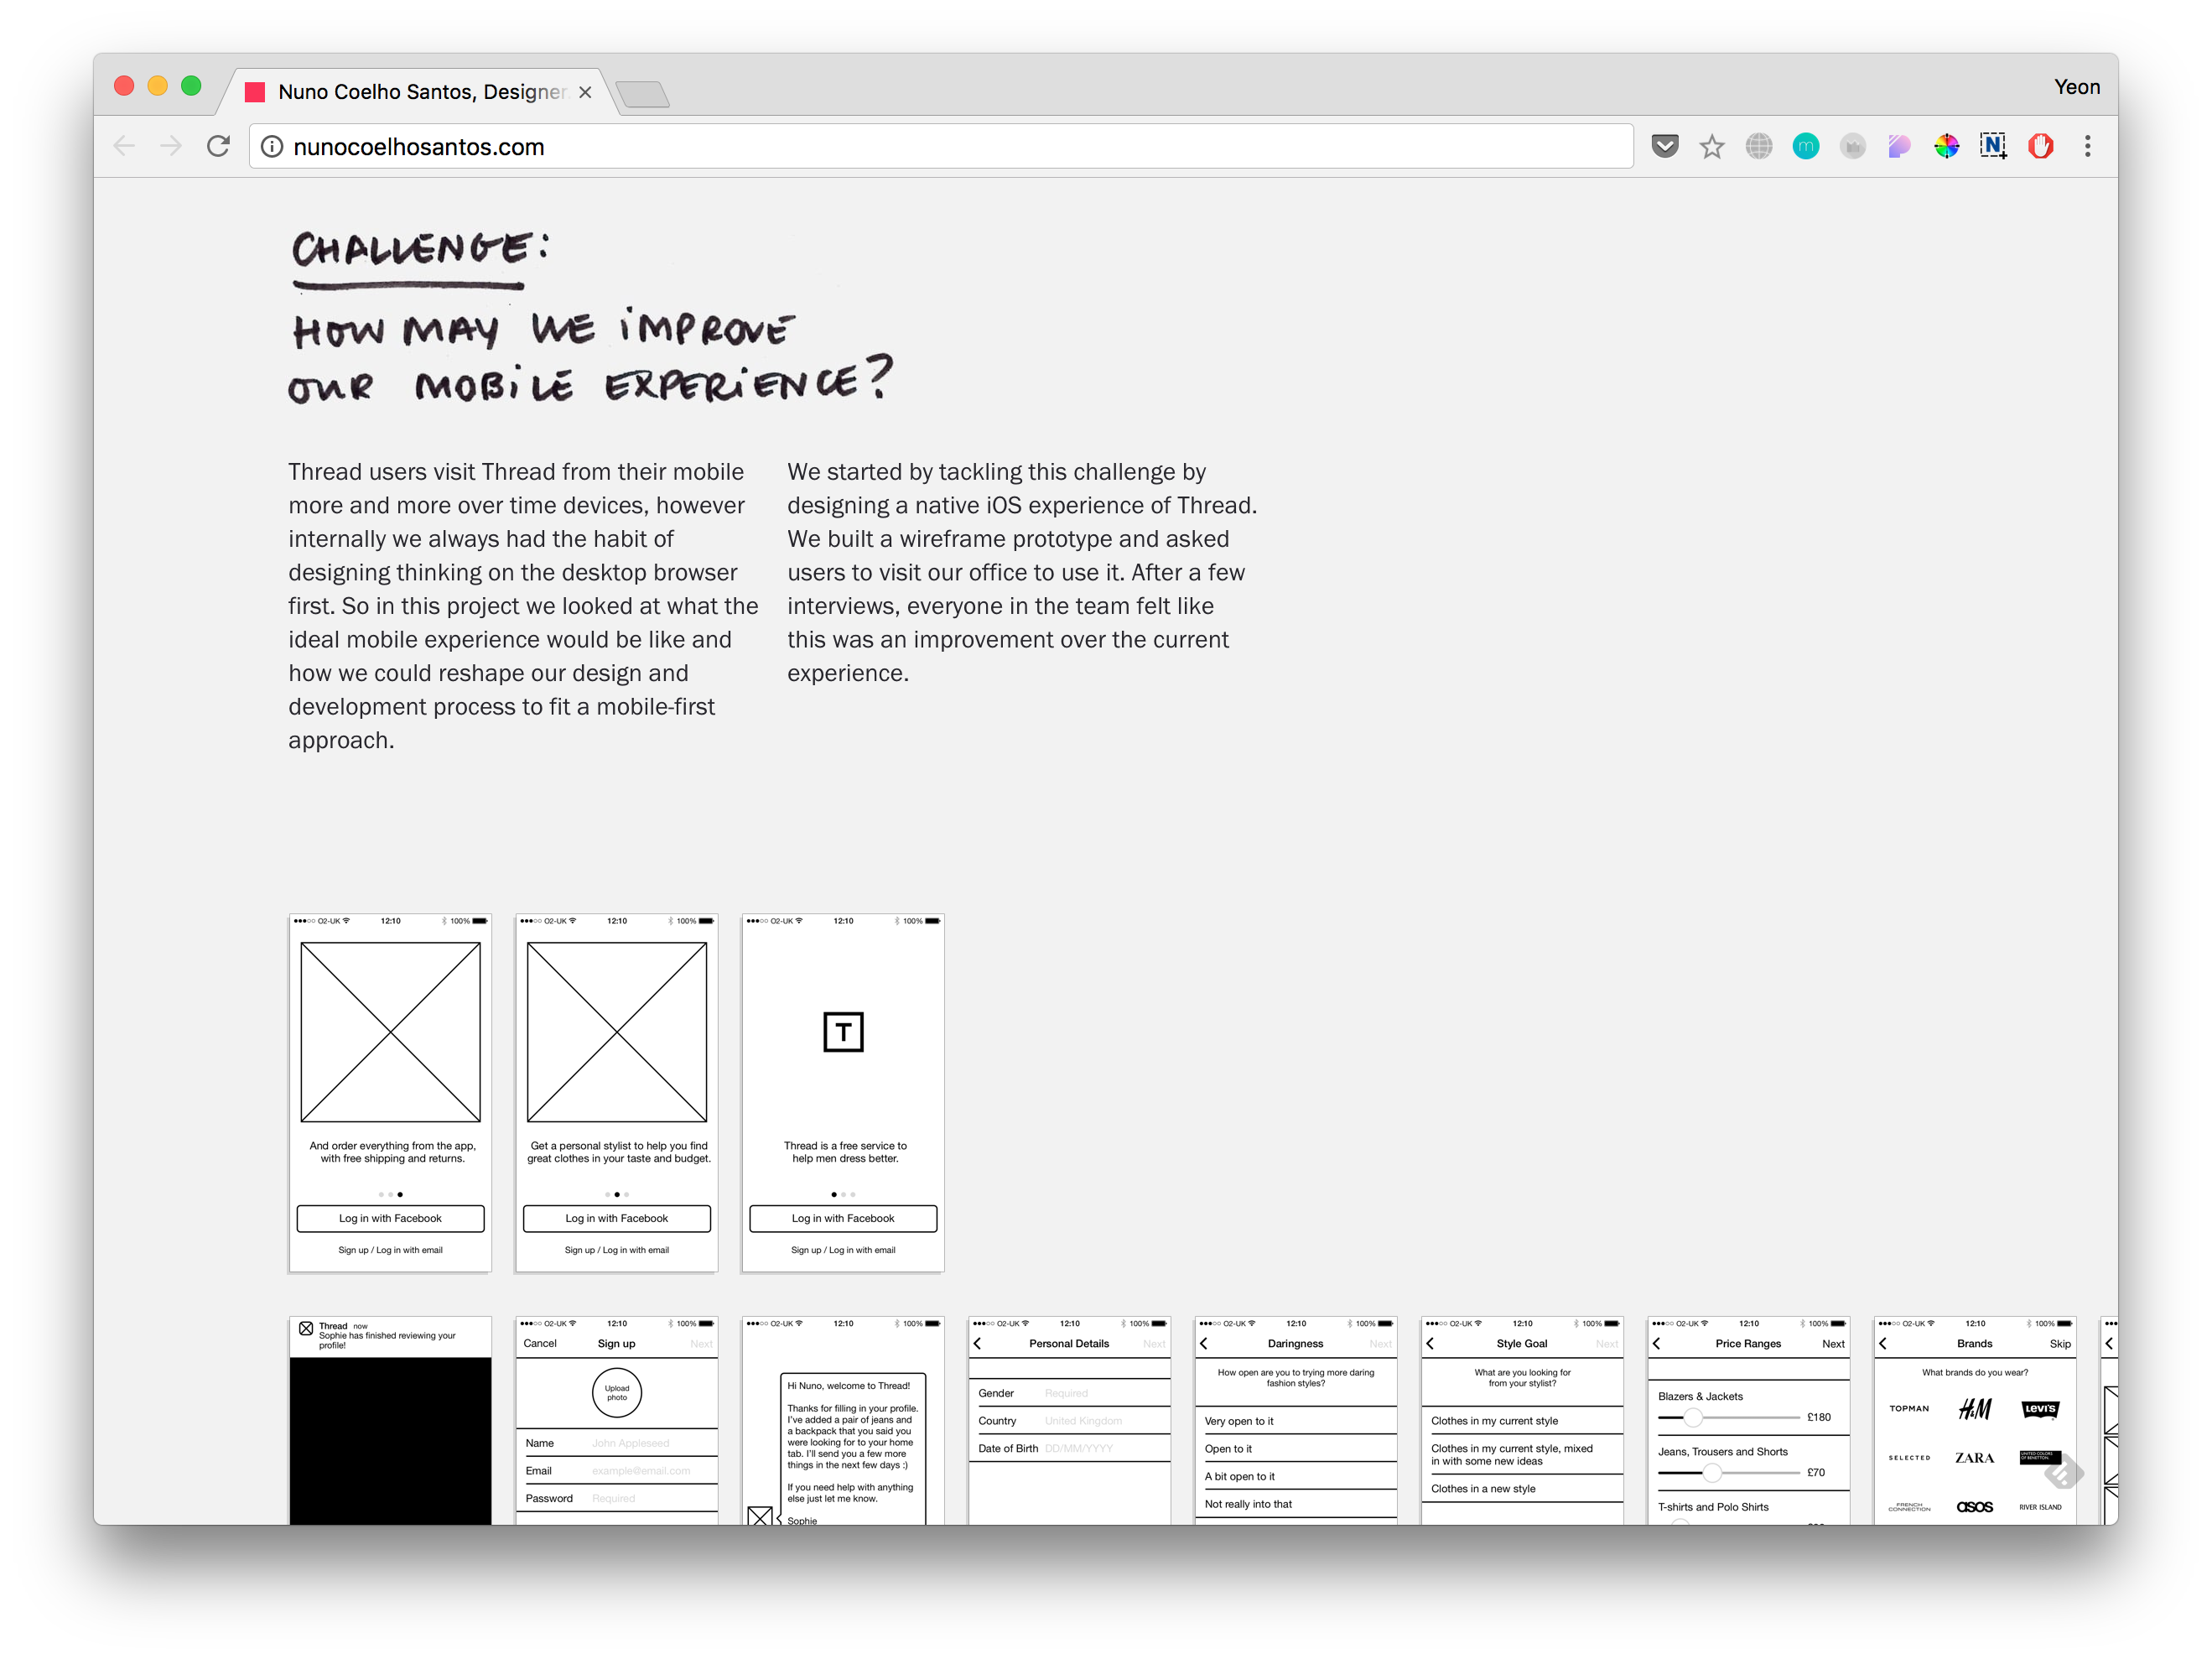 Nuno Coelho Santos, Designer
Yeon
nunocoelhosantos.com
CHALLENGE:
HOW MAY WE IMPROVE
OUR MOBILE EXPERIENCE?
Thread users visit Thread from their mobile
more and more over time devices, however
internally we always had the habit of
designing thinking on the desktop browser
first. So in this project we looked at what the
ideal mobile experience would be like and
how we could reshape our design and
development process to fit a mobile-first
approach.
We started by tackling this challenge by
designing a native iOS experience of Thread.
We built a wireframe prototype and asked
users to visit our office to use it. After a few
interviews, everyone in the team felt like
this was an improvement over the current
experience.
O2-UK 12:10 100%
And order everything from the app,
with free shipping and returns.
Log in with Facebook
Sign up / Log in with email
O2-UK 12:10 100%
Get a personal stylist to help you find
great clothes in your taste and budget.
Log in with Facebook
Sign up / Log in with email
O2-UK 12:10 100%
T
Thread is a free service to
help men dress better.
Log in with Facebook
Sign up / Log in with email
Thread now
Sophie has finished reviewing your
profile!
O2-UK 12:10 100%
Cancel Sign up Next
Upload
photo
Name John Appleseed
Email example@email.com
Password Required
O2-UK 12:10 100%
Hi Nuno, welcome to Thread!
Thanks for filling in your profile.
I've added a pair of jeans and
a backpack that you said you
were looking for to your home
tab. I'll send you a few more
things in the next few days :)
If you need help with anything
else just let me know.
Sophie
O2-UK 12:10 100%
Personal Details Next
Gender Required
Country United Kingdom
Date of Birth DD/MM/YYYY
O2-UK 12:10 100%
Daringness Next
How open are you to trying more daring
fashion styles?
Very open to it
Open to it
A bit open to it
Not really into that
O2-UK 12:10 100%
Style Goal Next
What are you looking for
from your stylist?
Clothes in my current style
Clothes in my current style, mixed
in with some new ideas
Clothes in a new style
O2-UK 12:10 100%
Price Ranges Next
Blazers & Jackets
£180
Jeans, Trousers and Shorts
£70
T-shirts and Polo Shirts
O2-UK 12:10 100%
Brands Skip
What brands do you wear?
TOPMAN H&M LEVI'S
SELECTED ZARA UNITED COLORS
OF BENETTON
FRENCH
CONNECTION asos RIVER ISLAND